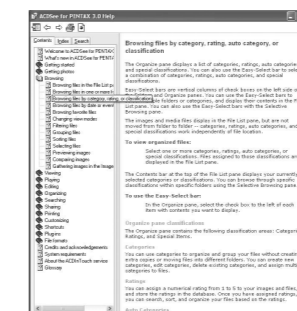 ACDSee for PENTAX 3.0 Help
Contents Index Search
Welcome to ACDSee for PENTAX
What's new in ACDSee for PENTAX
Getting started
Getting photos
Browsing
Browsing files in the File List p
Browsing files in one or more f
Browsing files by category, rating, or classification
Browsing files by date or event
Browsing favorite files
Changing view modes
Filtering files
Grouping files
Sorting files
Selecting files
Previewing images
Comparing images
Gathering images in the Image
Viewing
Playing
Editing
Organizing
Searching
Sharing
Printing
Customizing
Shortcuts
Plugins
File formats
Credits and acknowledgements
System requirements
About the ACDInTouch service
Glossary
Browsing files by category, rating, auto category, or
classification
The Organize pane displays a list of categories, ratings, auto categories
and special classifications. You can also use the Easy-Select bar to sele
a combination of categories, ratings, auto categories, and special
classifications.
Easy-Select bars are vertical columns of check boxes on the left side o
and Organize panes. You can use the Easy-Select bars to
folders or categories, and display their contents in the F
List pane. You can also use the Easy-Select bars with the Selective
Browsing pane.
The images and media files display in the File List pane, but are not
moved from folder to folder - categories, ratings, auto categories, and
special classifications work independently of file location.
To view organized files:
Select one or more categories, ratings, auto categories, or
special classifications. Files assigned to those classifications are
displayed in the File List pane.
The Contents bar at the top of the File List pane displays your currently
selected categories or classifications. You can browse through specific
classifications within specific folders using the Selective Browsing pane.
To use the Easy-Select bar:
In the Organize pane, select the check box to the left of each
item with contents you want to display.
Organize pane classifications
The Organize pane contains the following classification areas: Categori
Ratings, and Special Items.
Categories
You can use categories to organize and group your files without creatin
extra copies or moving files into different folders. You can create new
categories, edit categories, delete existing categories, and assign multi
categories to files.
Ratings
You can assign a numerical rating from 1 to 5 to your images and files,
and store the ratings in the database. Once you have assigned ratings,
you can search, sort, and organize your files based on the ratings.
Auto Categories